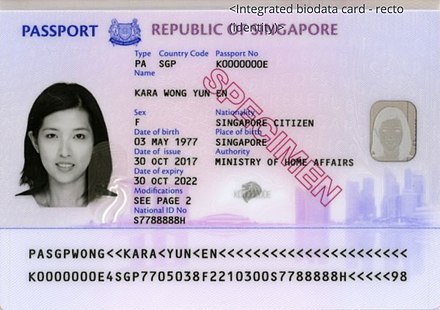 <Integrated biodata card - recto
(identity)>
PASSPORT REPUBLIC OF SINGAPORE
Type Country Code Passport No
PA SGP K0000000E
Name
KARA WONG YUN EN
Sex Nationality
F SINGAPORE CITIZEN
Date of birth Place of birth
03 MAY 1977 SINGAPORE
Date of issue Authority
30 OCT 2017 MINISTRY OF HOME AFFAIRS
Date of expiry
30 OCT 2022
Modifications
SEE PAGE 2
National ID No
S7788888H
SPECIMEN
PASGPWONG<<KARA<YUN<EN<<<<<<<<<<<<<<<<<<<<<<
K0000000E4SGP7705038F2210300S7788888H<<<<<98